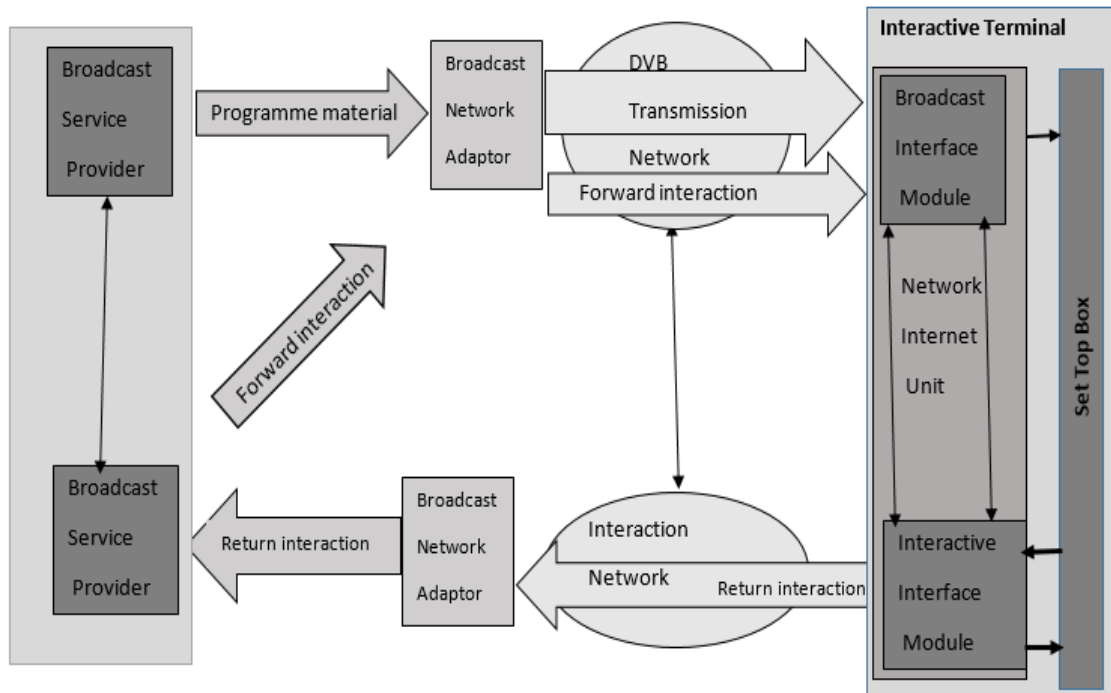 Interactive Terminal
Broadcast
Service
Provider
Programme material
Broadcast
Network
Adaptor
DVB
Transmission
Network
Forward interaction
Broadcast
Interface
Module
Forward interaction
Network
Internet
Unit
Set Top Box
Broadcast
Service
Provider
Return interaction
Broadcast
Network
Adaptor
Interaction
Network
Return interaction
Interactive
Interface
Module